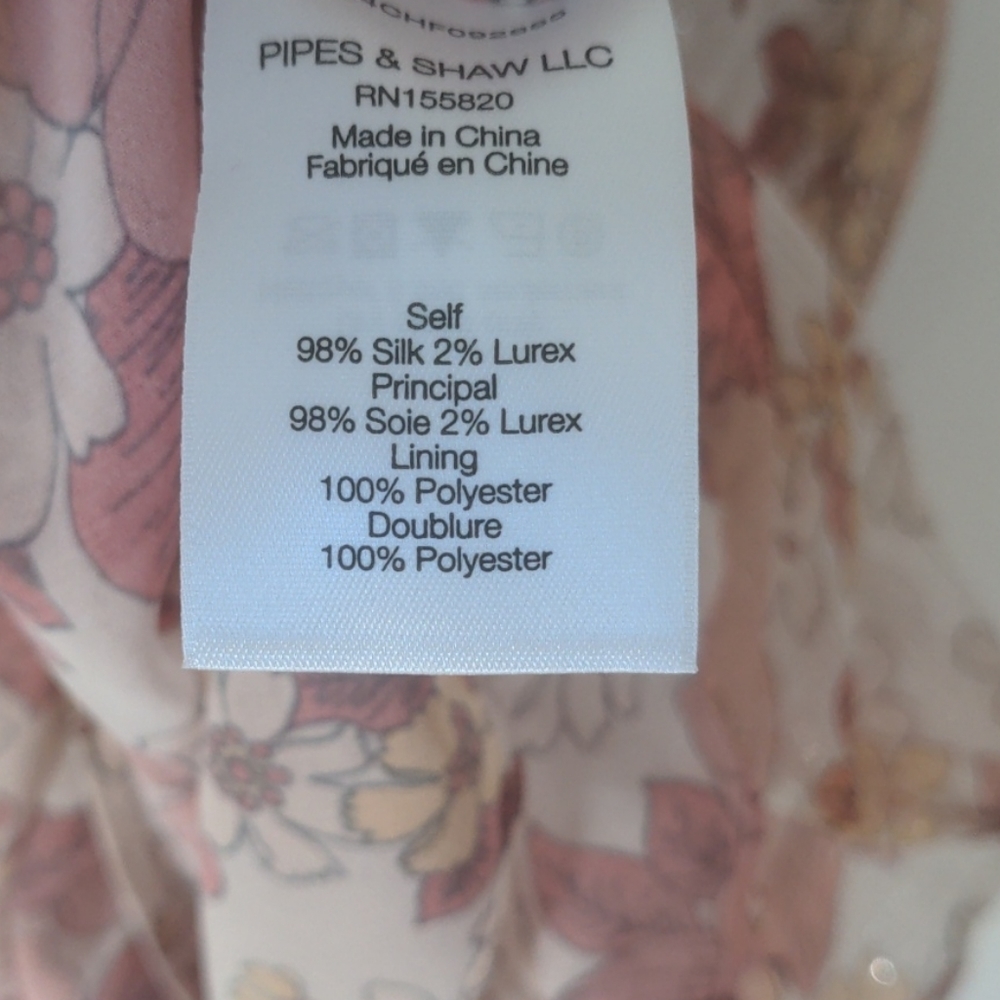 PIPES & SHAW LLC
RN155820
Made in China
Fabriqué en Chine
Self
98% Silk 2% Lurex
Principal
98% Soie 2% Lurex
Lining
100% Polyester
Doublure
100% Polyester